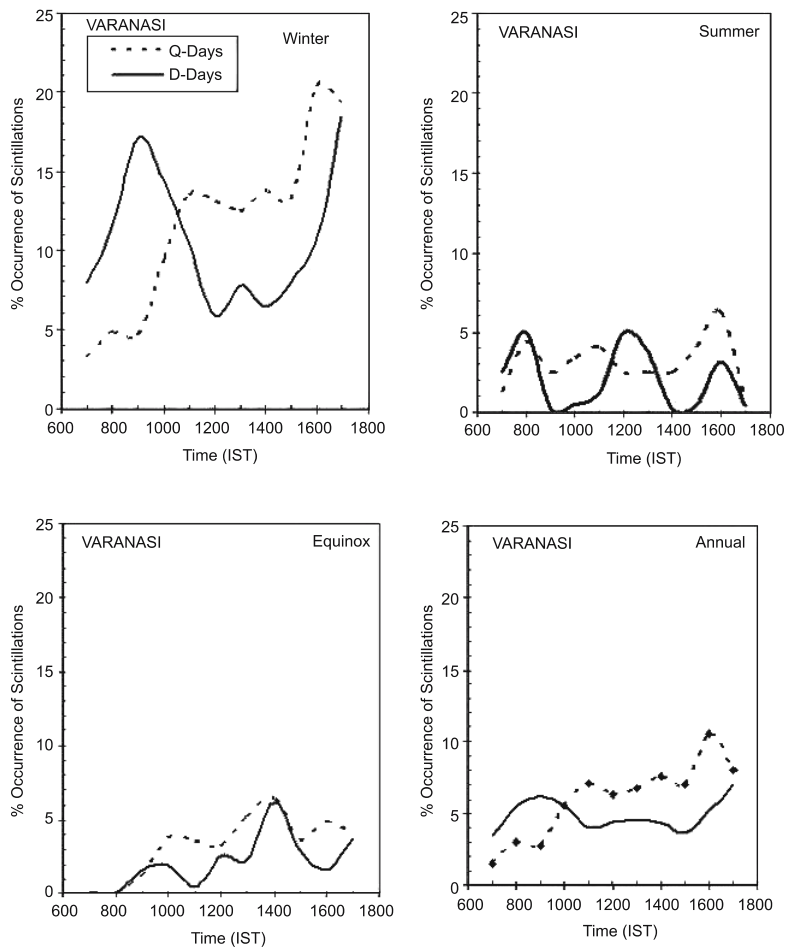 VARANASI
Q-Days
D-Days
Winter
25
20
15
10
5
0
600 800 1000 1200 1400 1600 1800
% Occurrence of Scintillations
Time (IST)
VARANASI Summer
25
20
15
10
5
0
600 800 1000 1200 1400 1600 1800
% Occurrence of Scintillations
Time (IST)
VARANASI Equinox
25
20
15
10
5
0
600 800 1000 1200 1400 1600 1800
% Occurrence of Scintillations
Time (IST)
VARANASI Annual
25
20
15
10
5
0
600 800 1000 1200 1400 1600 1800
% Occurrence of Scintillations
Time (IST)